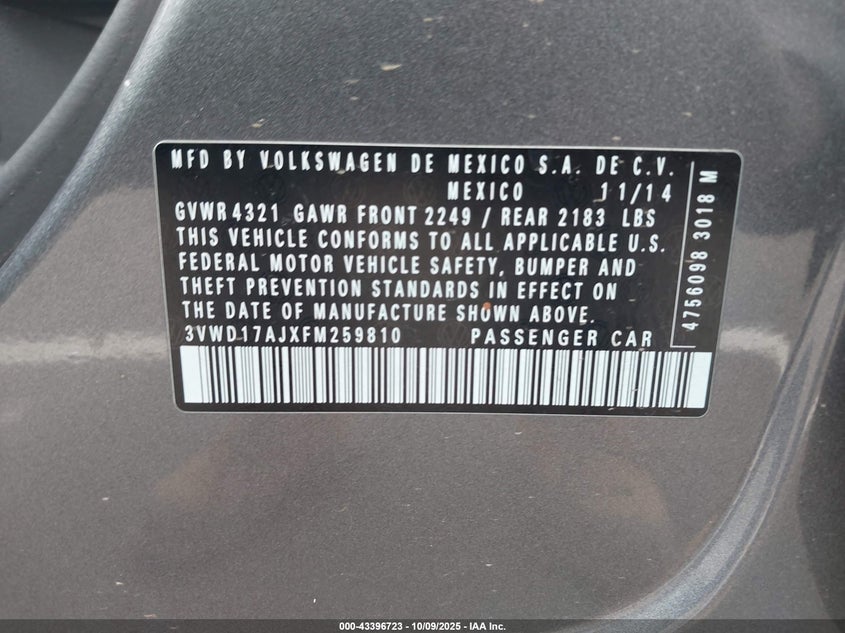 MFD BY VOLKSWAGEN DE MEXICO S.A. DE C.V.
MEXICO 11/14
GVWR 4321 GAWR FRONT 2249 / REAR 2183 LBS
THIS VEHICLE CONFORMS TO ALL APPLICABLE U.S.
FEDERAL MOTOR VEHICLE SAFETY, BUMPER AND
THEFT PREVENTION STANDARDS IN EFFECT ON
THE DATE OF MANUFACTURE SHOWN ABOVE.
3VWD17AJXFM259810 PASSENGER CAR
4756098 3018 M
000-43396723 | 10/09/2025 - IAA Inc.